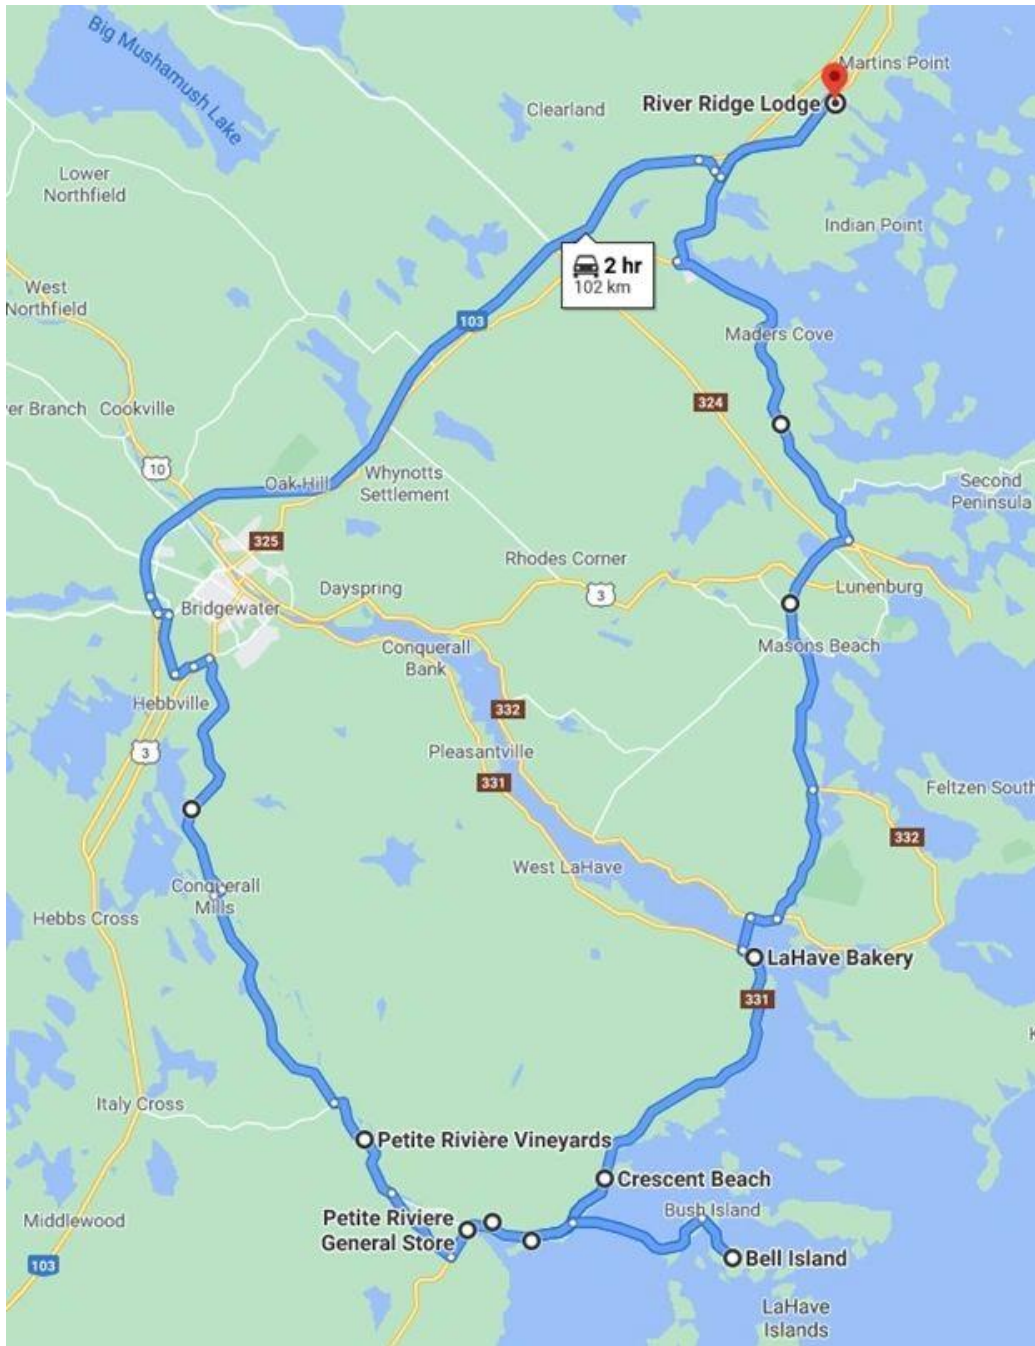 Big Mushamush Lake
Martins Point
River Ridge Lodge
Clearland
Lower
Northfield
Indian Point
2 hr
102 km
West
Northfield
103
Maders Cove
324
er Branch
Cookville
10
Oak Hill
Whynotts
Settlement
Second
Peninsula
325
Rhodes Corner
Dayspring
3
Lunenburg
Bridgewater
Conquerall
Bank
Masons Beach
Hebbville
332
3
Pleasantville
331
Feltzen South
332
West LaHave
Conquerall
Mills
Hebbs Cross
LaHave Bakery
331
K
Italy Cross
Petite Rivière Vineyards
Crescent Beach
Petite Riviere
General Store
Bush Island
Middlewood
Bell Island
103
LaHave
Islands